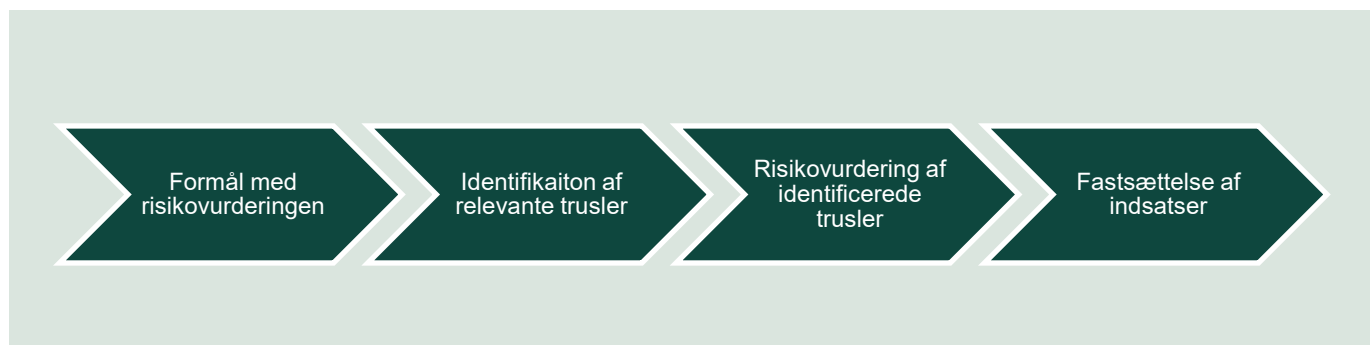 Formål med
risikovurderingen
Identifikaiton af
relevante trusler
Risikovurdering af
identificerede
trusler
Fastsættelse af
indsatser